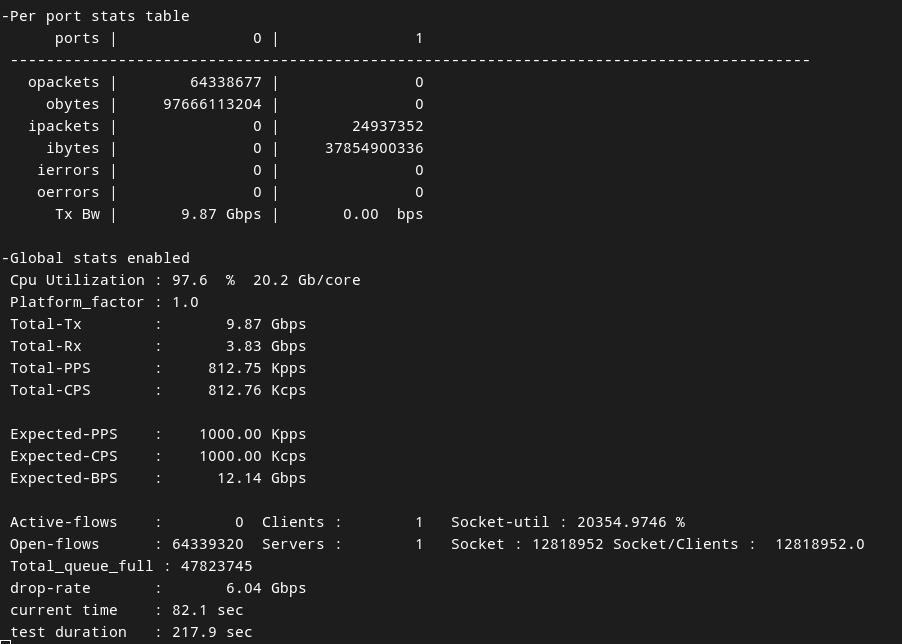 -Per port stats table
      ports |               0 |               1
 -----------------------------------------------------------------------------------------
   opackets |        64338677 |               0
     obytes |     97666113204 |               0
   ipackets |               0 |        24937352
     ibytes |               0 |     37854900336
    ierrors |               0 |               0
    oerrors |               0 |               0
      Tx Bw |       9.87 Gbps |       0.00  bps

-Global stats enabled
 Cpu Utilization : 97.6  %  20.2 Gb/core
 Platform_factor : 1.0
 Total-Tx        :       9.87 Gbps
 Total-Rx        :       3.83 Gbps
 Total-PPS       :     812.75 Kpps
 Total-CPS       :     812.76 Kcps

 Expected-PPS    :    1000.00 Kpps
 Expected-CPS    :    1000.00 Kcps
 Expected-BPS    :      12.14 Gbps

 Active-flows    :        0  Clients :        1   Socket-util : 20354.9746 %
 Open-flows      : 64339320  Servers :        1   Socket : 12818952 Socket/Clients :  12818952.0
 Total_queue_full : 47823745
 drop-rate       :       6.04 Gbps
 current time    : 82.1 sec
 test duration   : 217.9 sec